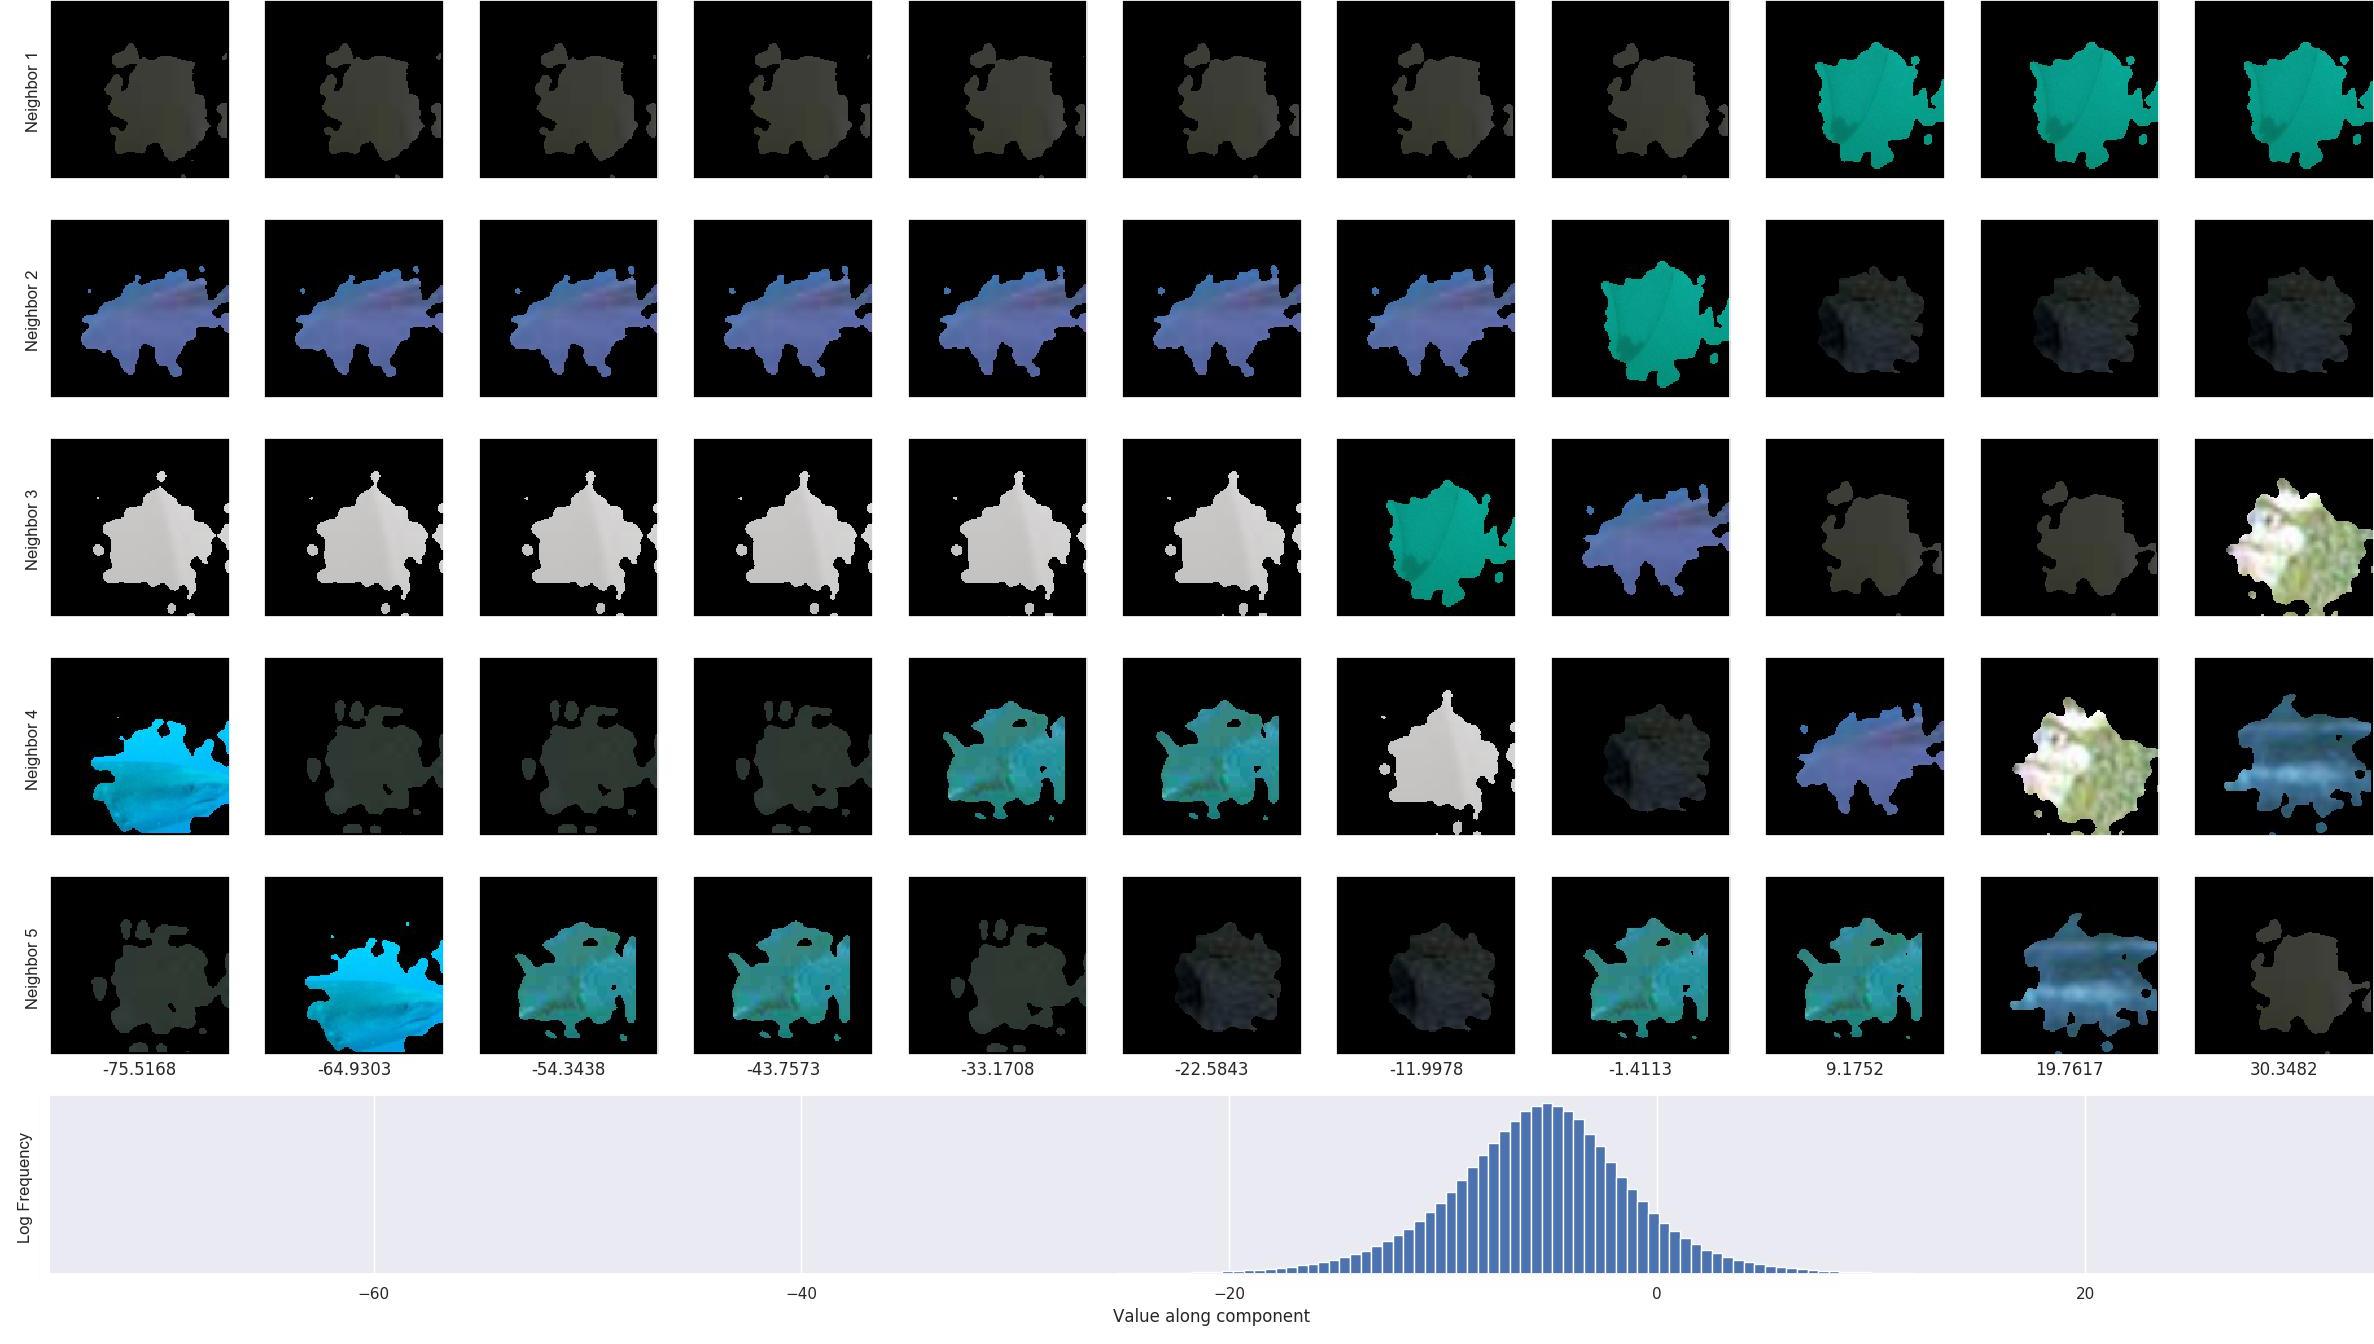 Neighbor 1
Neighbor 2
Neighbor 3
Neighbor 4
Neighbor 5
-75.5168 -64.9303 -54.3438 -43.7573 -33.1708 -22.5843 -11.9978 -1.4113 9.1752 19.7617 30.3482
Log Frequency
−60 −40 −20 0 20
Value along component